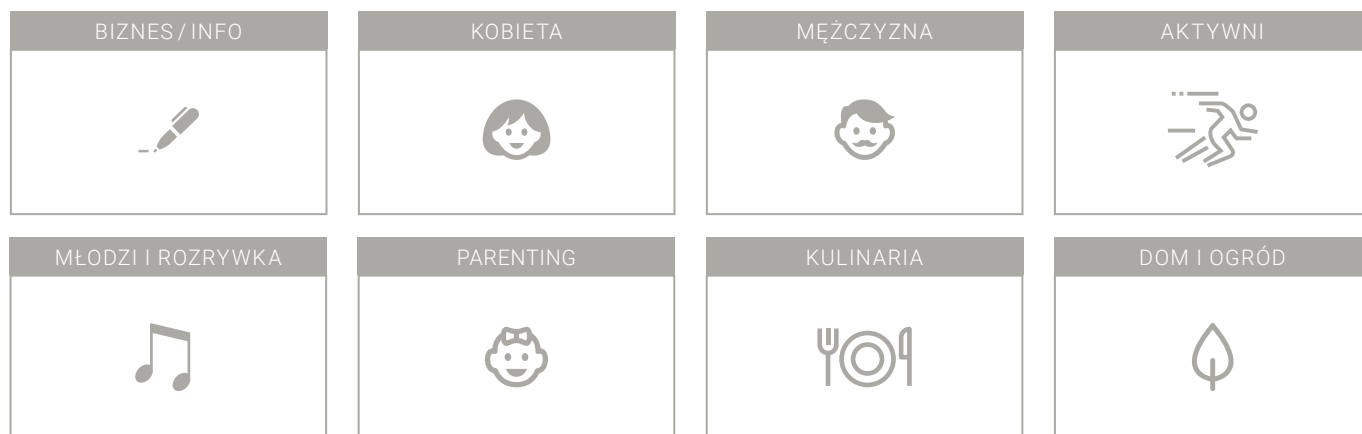 BIZNES / INFO
KOBIETA
MĘŻCZYZNA
AKTYWNI
MŁODZI I ROZRYWKA
PARENTING
KULINARIA
DOM I OGRÓD